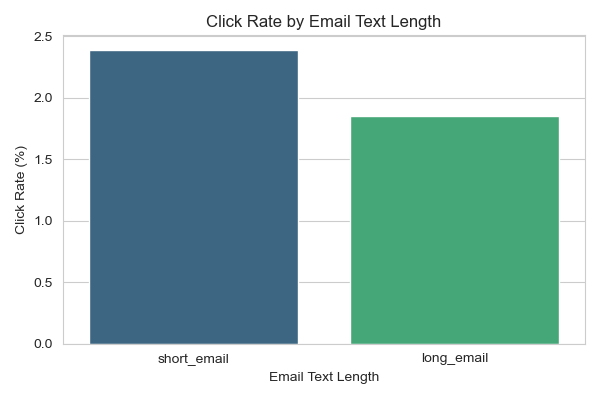 Click Rate by Email Text Length
Click Rate (%)
2.5
2.0
1.5
1.0
0.5
0.0
short_email
long_email
Email Text Length